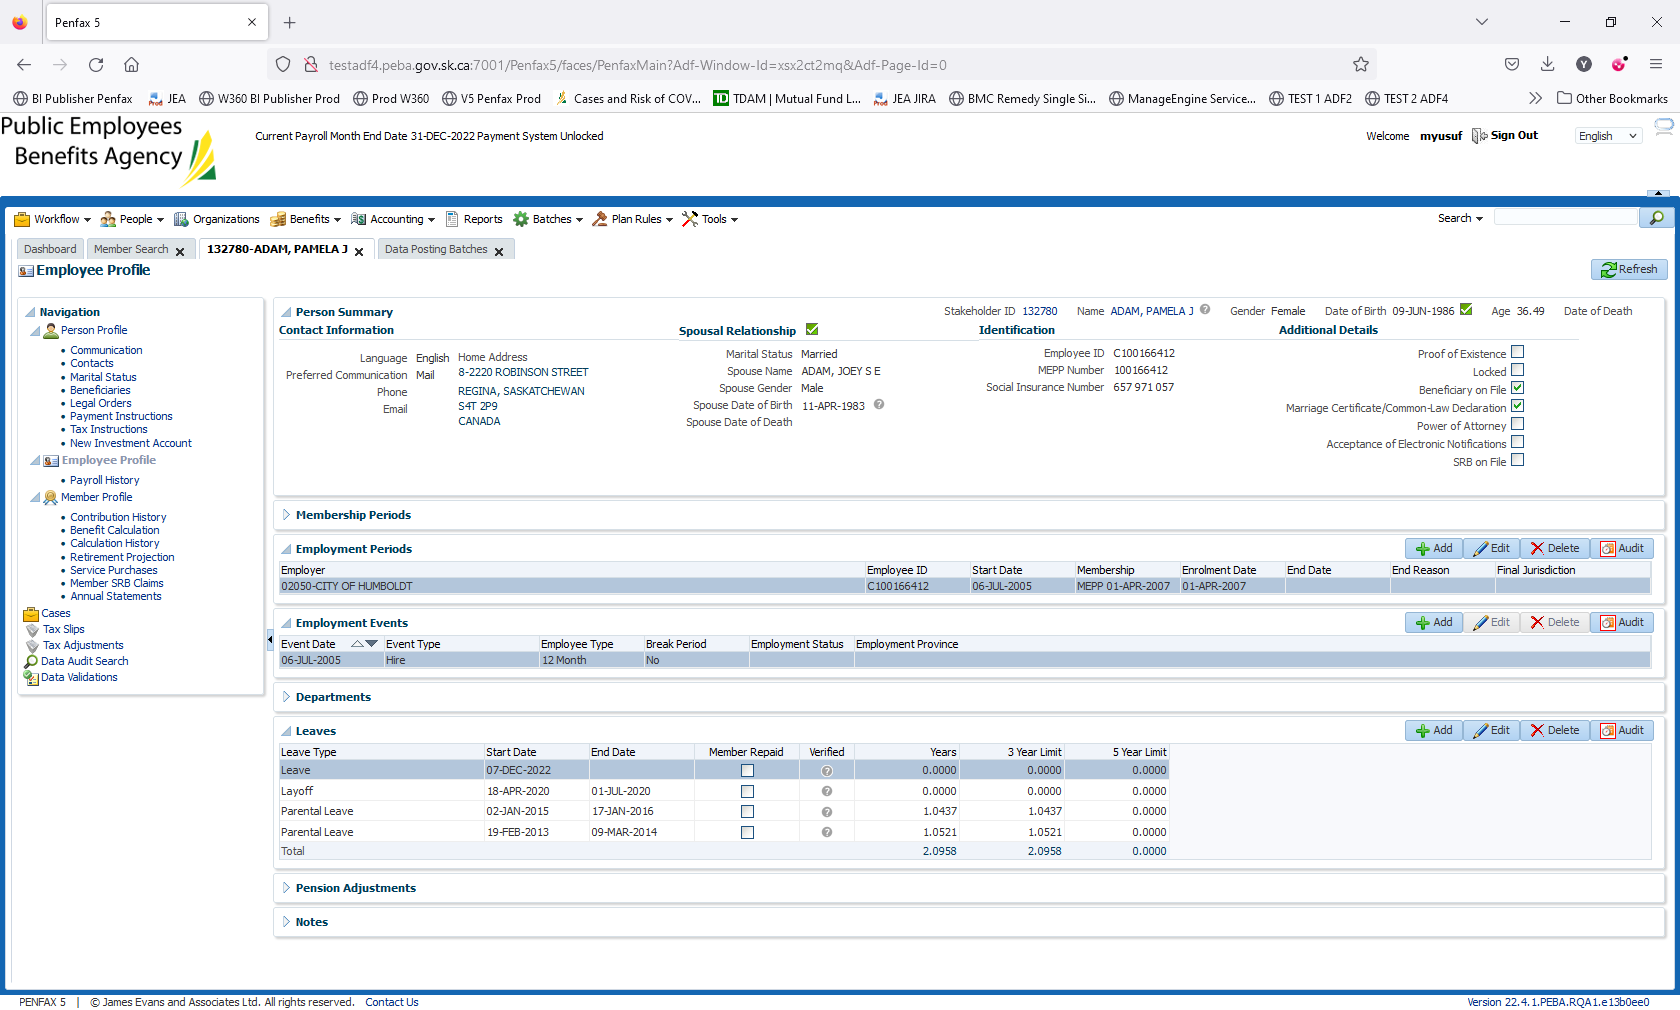 Penfax 5
testadf4.peba.gov.sk.ca:7001/Penfax5/faces/PenfaxMain?Adf-Window-Id=xsx2ct2mq&Adf-Page-Id=0
BI Publisher Penfax JEA W360 BI Publisher Prod Prod W360 V5 Penfax Prod Cases and Risk of COV... TDAM | Mutual Fund L... JEA JIRA BMC Remedy Single Si... ManageEngine Service... TEST 1 ADF2 TEST 2 ADF4 Other Bookmarks
Public Employees
Benefits Agency
Current Payroll Month End Date 31-DEC-2022 Payment System Unlocked
Welcome myusuf Sign Out English
Workflow People Organizations Benefits Accounting Reports Batches Plan Rules Tools Search
Dashboard Member Search 132780-ADAM, PAMELA J Data Posting Batches
Employee Profile
Refresh
Navigation
Person Profile
Communication
Contacts
Marital Status
Beneficiaries
Legal Orders
Payment Instructions
Tax Instructions
New Investment Account
Employee Profile
Payroll History
Member Profile
Contribution History
Benefit Calculation
Calculation History
Retirement Projection
Service Purchases
Member SRB Claims
Annual Statements
Cases
Tax Slips
Tax Adjustments
Data Audit Search
Data Validations
Person Summary
Stakeholder ID 132780 Name ADAM, PAMELA J Gender Female Date of Birth 09-JUN-1986 Age 36.49 Date of Death
Contact Information
Language English
Preferred Communication Mail
Phone
Email
Home Address
8-2220 ROBINSON STREET
REGINA, SASKATCHEWAN
S4T 2P9
CANADA
Spousal Relationship
Marital Status Married
Spouse Name ADAM, JOEY S E
Spouse Gender Male
Spouse Date of Birth 11-APR-1983
Spouse Date of Death
Identification
Employee ID C100166412
MEPP Number 100166412
Social Insurance Number 657 971 057
Additional Details
Proof of Existence
Locked
Beneficiary on File
Marriage Certificate/Common-Law Declaration
Power of Attorney
Acceptance of Electronic Notifications
SRB on File
Membership Periods
Employment Periods
Add Edit Delete Audit
Employer Employee ID Start Date Membership Enrolment Date End Date End Reason Final Jurisdiction
02050-CITY OF HUMBOLDT C100166412 06-JUL-2005 MEPP 01-APR-2007 01-APR-2007
Employment Events
Add Edit Delete Audit
Event Date Event Type Employee Type Break Period Employment Status Employment Province
06-JUL-2005 Hire 12 Month No
Departments
Leaves
Add Edit Delete Audit
Leave Type Start Date End Date Member Repaid Verified Years 3 Year Limit 5 Year Limit
Leave 07-DEC-2022 0.0000 0.0000 0.0000
Layoff 18-APR-2020 01-JUL-2020 0.0000 0.0000 0.0000
Parental Leave 02-JAN-2015 17-JAN-2016 1.0437 1.0437 0.0000
Parental Leave 19-FEB-2013 09-MAR-2014 1.0521 1.0521 0.0000
Total 2.0958 2.0958 0.0000
Pension Adjustments
Notes
PENFAX 5 | © James Evans and Associates Ltd. All rights reserved. Contact Us
Version 22.4.1.PEBA.RQA1.e13b0ee0